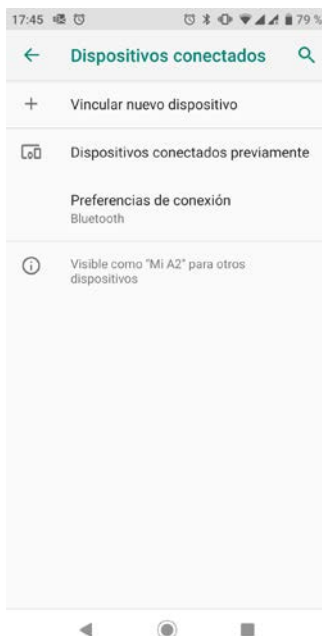 17:45 79 %
Dispositivos conectados
Vincular nuevo dispositivo
Dispositivos conectados previamente
Preferencias de conexión
Bluetooth
Visible como "Mi A2" para otros
dispositivos